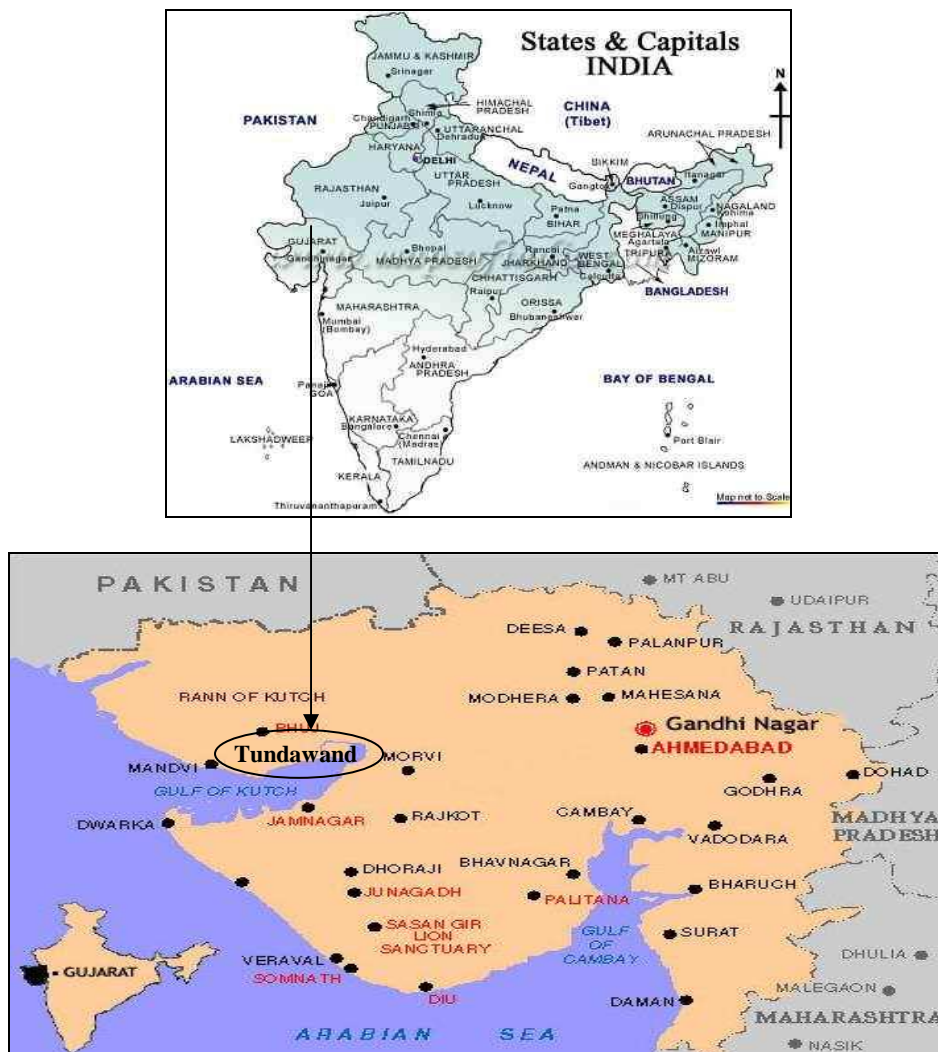 States & Capitals
INDIA
N
JAMMU & KASHMIR
Srinagar
HIMACHAL
PRADESH
CHINA
(Tibet)
PAKISTAN
Chandigarh
Shimla
PUNJAB
UTTARANCHAL
Dehradun
ARUNACHAL PRADESH
HARYANA
DELHI
NEPAL
SIKKIM
Gangtok
BHUTAN
Itanagar
RAJASTHAN
Jaipur
UTTAR
PRADESH
Lucknow
ASSAM
Dispur
NAGALAND
Kohima
Patna
BIHAR
Shillong
MEGHALAYA
Imphal
MANIPUR
GUJARAT
Gandhinagar
Bhopal
MADHYA PRADESH
Ranchi
JHARKHAND
WEST
BENGAL
Calcutta
Agartala
TRIPURA
Aizawl
MIZORAM
CHHATTISGARH
Raipur
BANGLADESH
MAHARASHTRA
ORISSA
Bhubaneshwar
Mumbai
(Bombay)
Hyderabad
ANDHRA
PRADESH
ARABIAN SEA
Panaji
GOA
BAY OF BENGAL
KARNATAKA
Bangalore
LAKSHADWEEP
Chennai
(Madras
Port Blair
TAMILNADU
KERALA
ANDMAN & NICOBAR ISLANDS
Thiruvananthapuram
Map not to Scale
PAKISTAN
MT ABU
UDAIPUR
RAJASTHAN
DEESA
PALANPUR
PATAN
RANN OF KUTCH
MODHERA
MAHESANA
BHUJ
Gandhi Nagar
Tundawand
AHMEDABAD
MANDVI
MORVI
DOHAD
GULF OF KUTCH
GODHRA
DWARKA
JAMNAGAR
RAJKOT
CAMBAY
VADODARA
MADHYA
PRADESH
DHORAJI
BHAVNAGAR
JUNAGADH
PALITANA
BHARUCH
SASAN GIR
LION
SANCTUARY
GULF
OF
CAMBAY
SURAT
VERAVAL
SOMNATH
DHULIA
GUJARAT
DIU
DAMAN
MALEGAON
MAHARASHTRA
ARABIAN SEA
NASIK